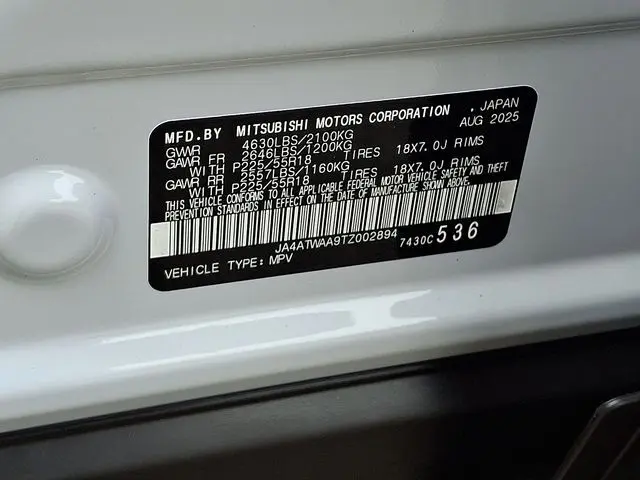 MFD.BY MITSUBISHI MOTORS CORPORATION , JAPAN
GVWR 4630LBS/2100KG AUG 2025
GAWR FR 2646LBS/1200KG
WITH P225/55R18 TIRES 18X7.0J RIMS
GAWR RR 2557LBS/1160KG
WITH P225/55R18 TIRES 18X7.0J RIMS
THIS VEHICLE CONFORMS TO ALL APPLICABLE FEDERAL MOTOR VEHICLE SAFETY, BUMPER, AND THEFT
PREVENTION STANDARDS IN EFFECT ON THE DATE OF MANUFACTURE SHOWN ABOVE.
JA4ATWAA9TZ002894 7430C 536
VEHICLE TYPE: MPV